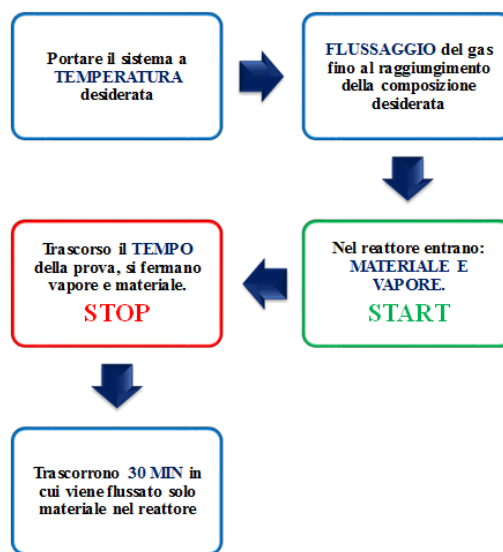 Portare il sistema a
TEMPERATURA
desiderata
FLUSSAGGIO del gas
fino al raggiungimento
della composizione
desiderata
Nel reattore entrano:
MATERIALE E
VAPORE.
START
Trascorso il TEMPO
della prova, si fermano
vapore e materiale.
STOP
Trascorrono 30 MIN in
cui viene flussato solo
materiale nel reattore